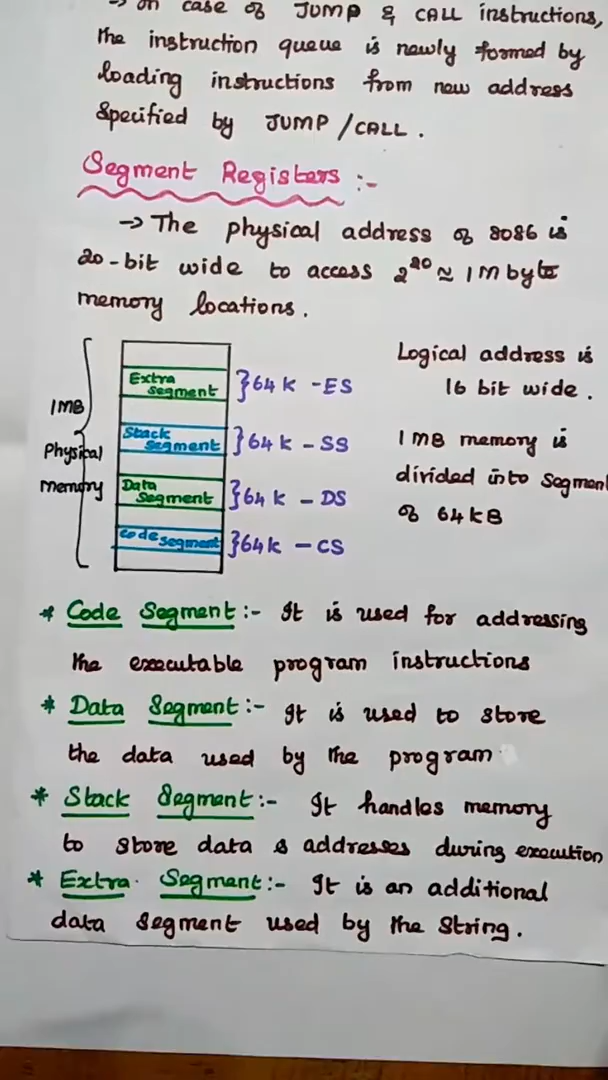 → In case of JUMP & CALL instructions,
the instruction queue is newly formed by
loading instructions from new address
specified by JUMP /CALL.
Segment Registers :-
→ The physical address of 8086 is
20-bit wide to access 2^20 ≈ 1 Mbyte
memory locations.
1MB
Physical
memory
Extra
segment
}64 k - ES
Stack
segment
}64 k - SS
Data
segment
}64 k - DS
Code segment
}64k - CS
Logical address is
16 bit wide.
1 MB memory is
divided into segment
of 64 kB
* Code Segment :- It is used for addressing
the executable program instructions
* Data Segment :- It is used to store
the data used by the program
* Stack Segment :- It handles memory
to store data & addresses during execution
* Extra Segment :- It is an additional
data segment used by the string.